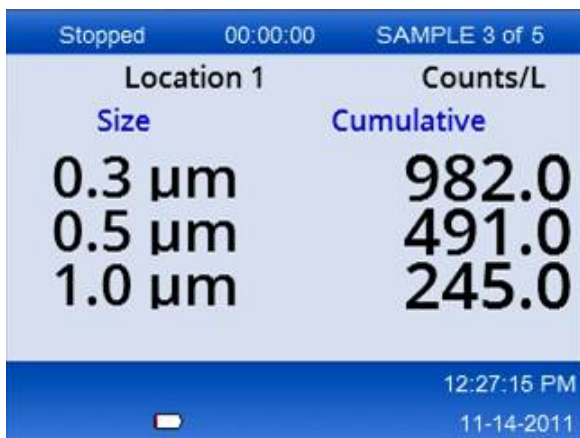 Stopped 00:00:00 SAMPLE 3 of 5
Location 1 Counts/L
Size Cumulative
0.3 µm 982.0
0.5 µm 491.0
1.0 µm 245.0
12:27:15 PM
11-14-2011